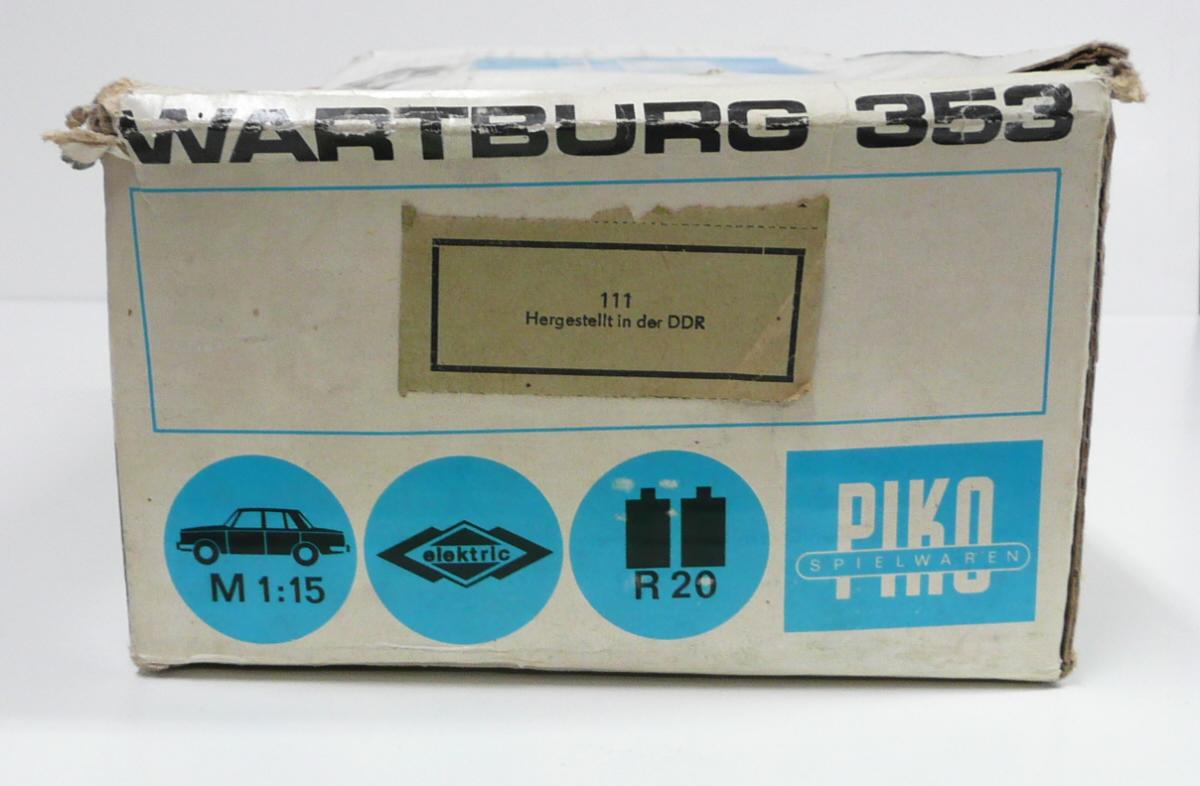 WARTBURG 353
111
Hergestellt in der DDR
M 1:15
elektric
R 20
PIKO
SPIELWAREN